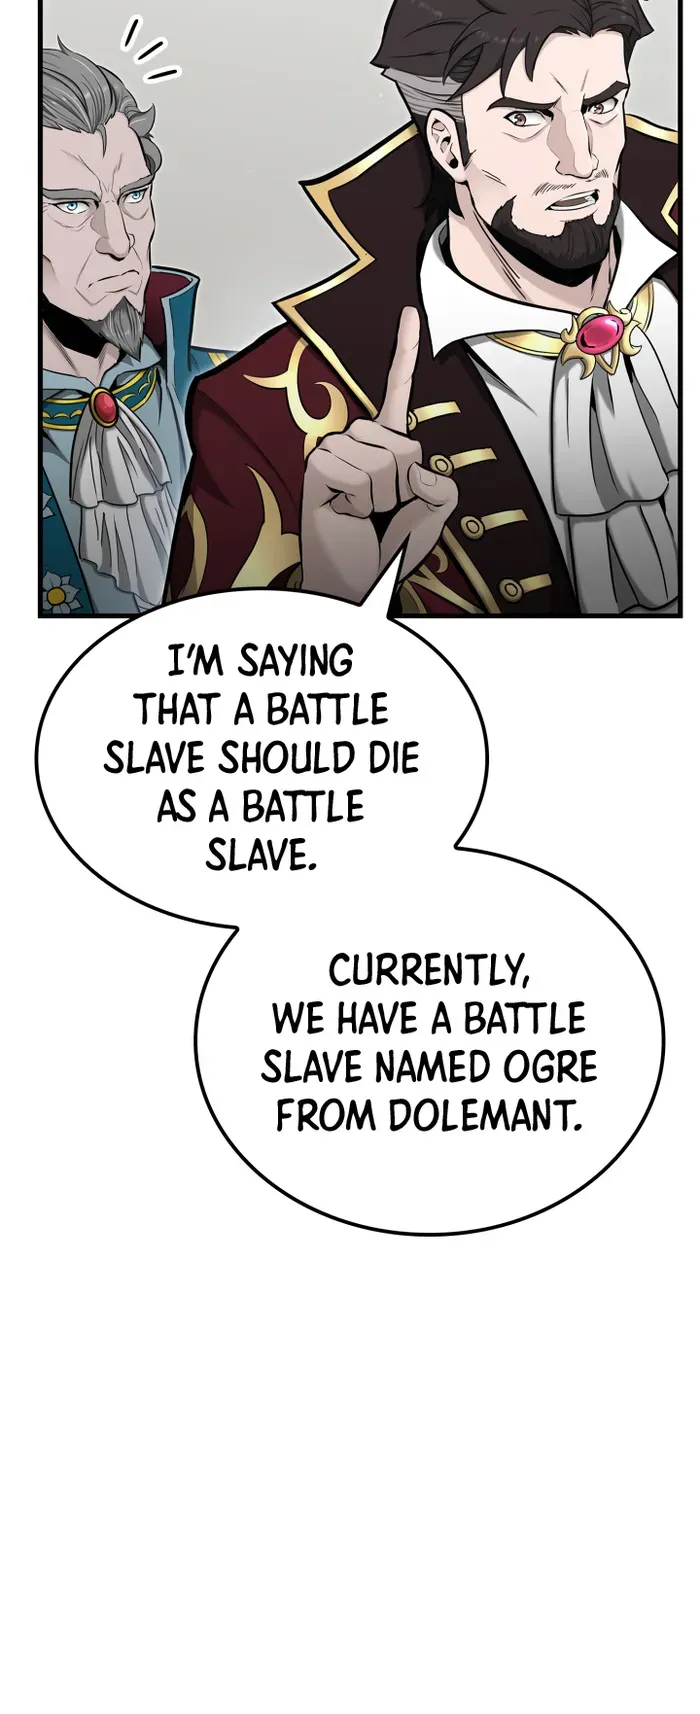 I'M SAYING
THAT A BATTLE
SLAVE SHOULD DIE
AS A BATTLE
SLAVE.
CURRENTLY,
WE HAVE A BATTLE
SLAVE NAMED OGRE
FROM DOLEMANT.